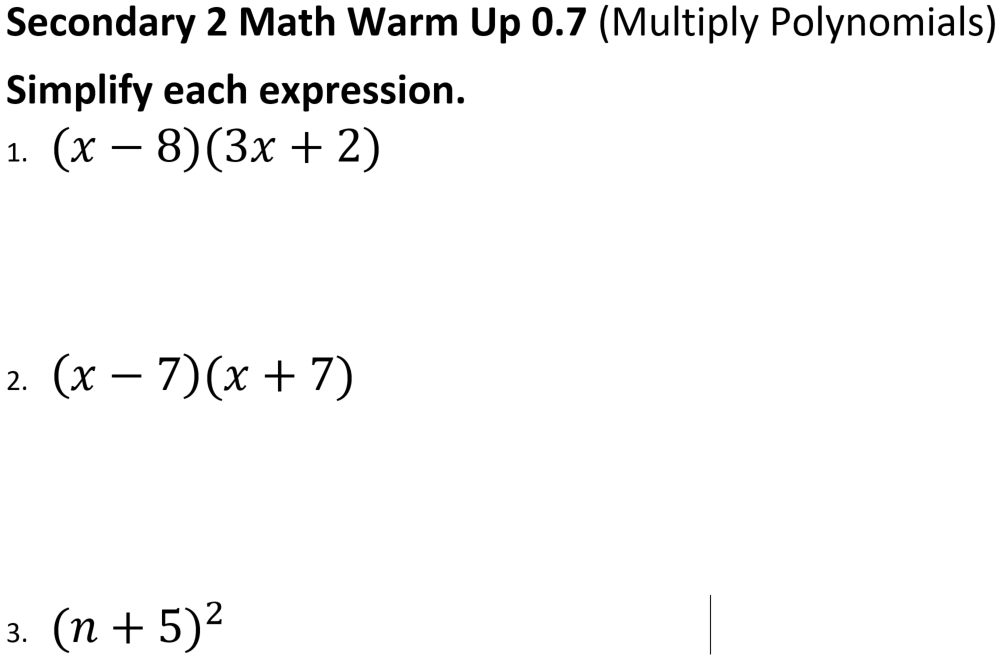 Secondary 2 Math Warm Up 0.7 (Multiply Polynomials)
Simplify each expression.
1. (x − 8)(3x + 2)
2. (x − 7)(x + 7)
3. (n + 5)²